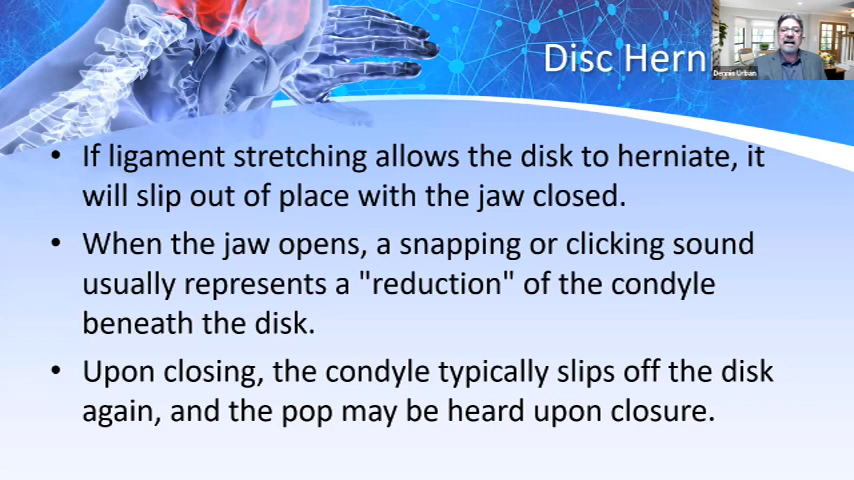 Disc Hern
Dennis Urban
• If ligament stretching allows the disk to herniate, it
will slip out of place with the jaw closed.
• When the jaw opens, a snapping or clicking sound
usually represents a "reduction" of the condyle
beneath the disk.
• Upon closing, the condyle typically slips off the disk
again, and the pop may be heard upon closure.